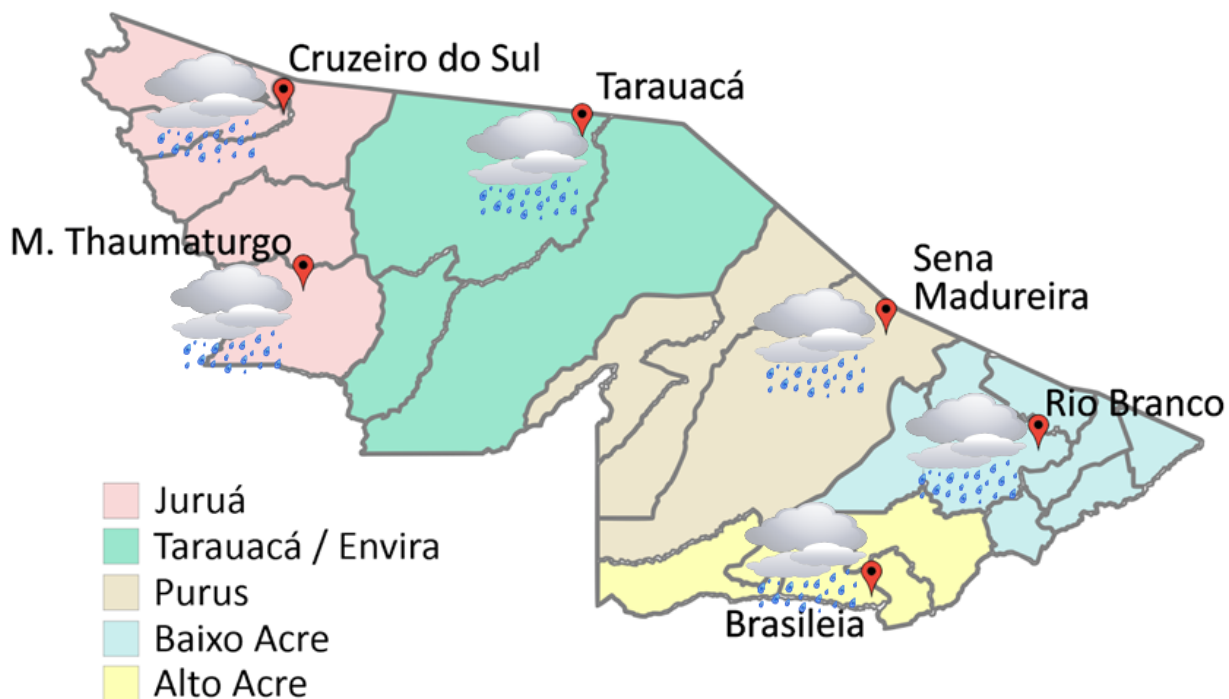 Cruzeiro do Sul
Tarauacá
M. Thaumaturgo
Sena
Madureira
Rio Branco
Brasileia
Juruá
Tarauacá / Envira
Purus
Baixo Acre
Alto Acre